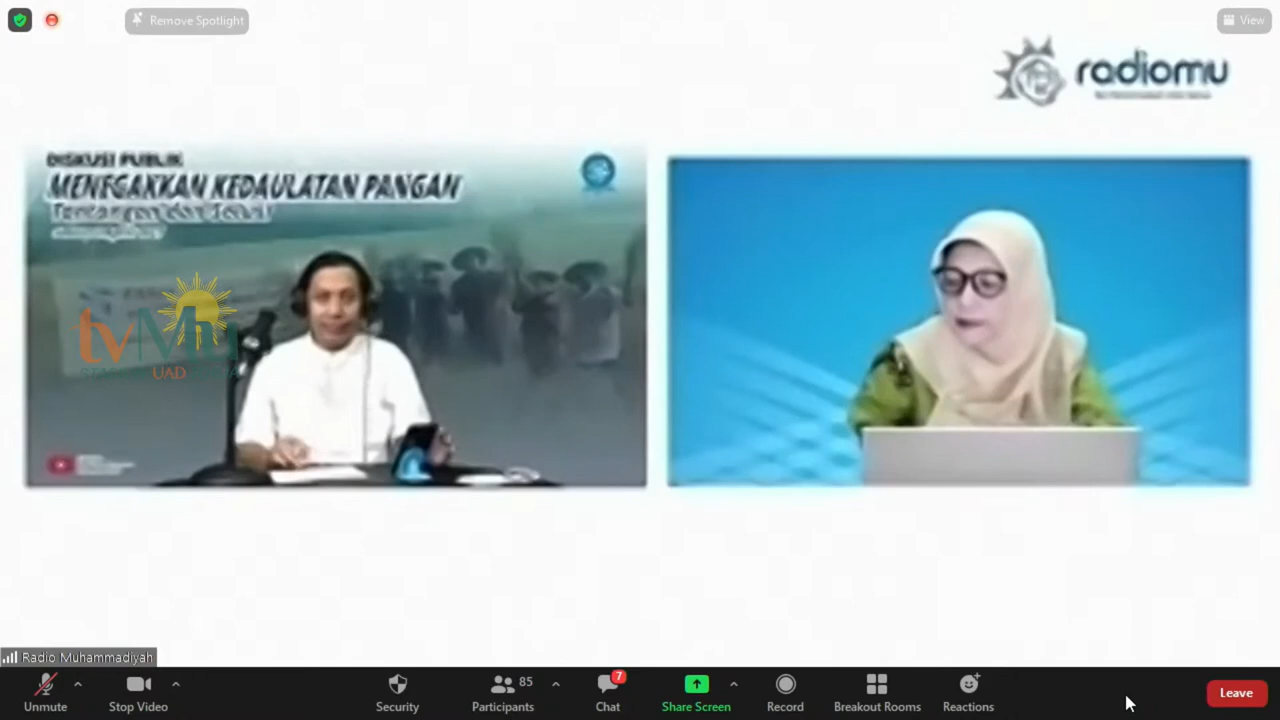 Remove Spotlight
View
radiomu
DISKUSI PUBLIK
MENEGAKKAN KEDAULATAN PANGAN
tvMu
UAD
Radio Muhammadiyah
Unmute
Stop Video
Security
85
Participants
7
Chat
Share Screen
Record
Breakout Rooms
Reactions
Leave